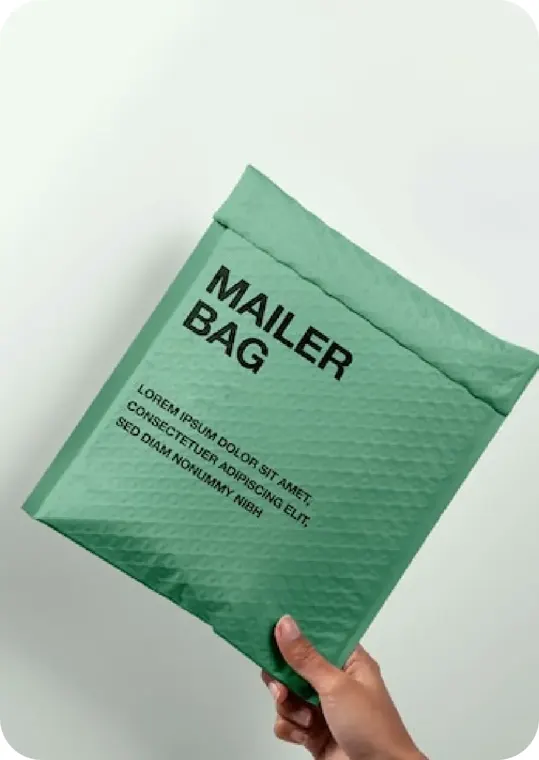 MAILER
BAG
LOREM IPSUM DOLOR SIT AMET,
CONSECTETUER ADIPISCING ELIT,
SED DIAM NONUMMY NIBH